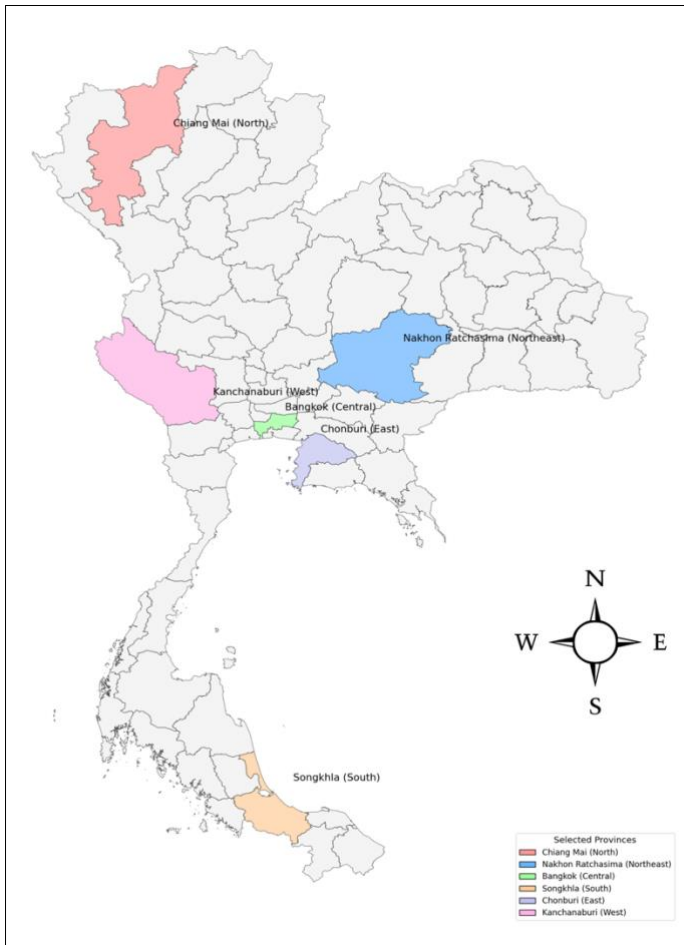 Chiang Mai (North)
Nakhon Ratchasima (Northeast)
Kanchanaburi (West)
Bangkok (Central)
Chonburi (East)
N
W E
S
Songkhla (South)
Selected Provinces
Chiang Mai (North)
Nakhon Ratchasima (Northeast)
Bangkok (Central)
Songkhla (South)
Chonburi (East)
Kanchanaburi (West)